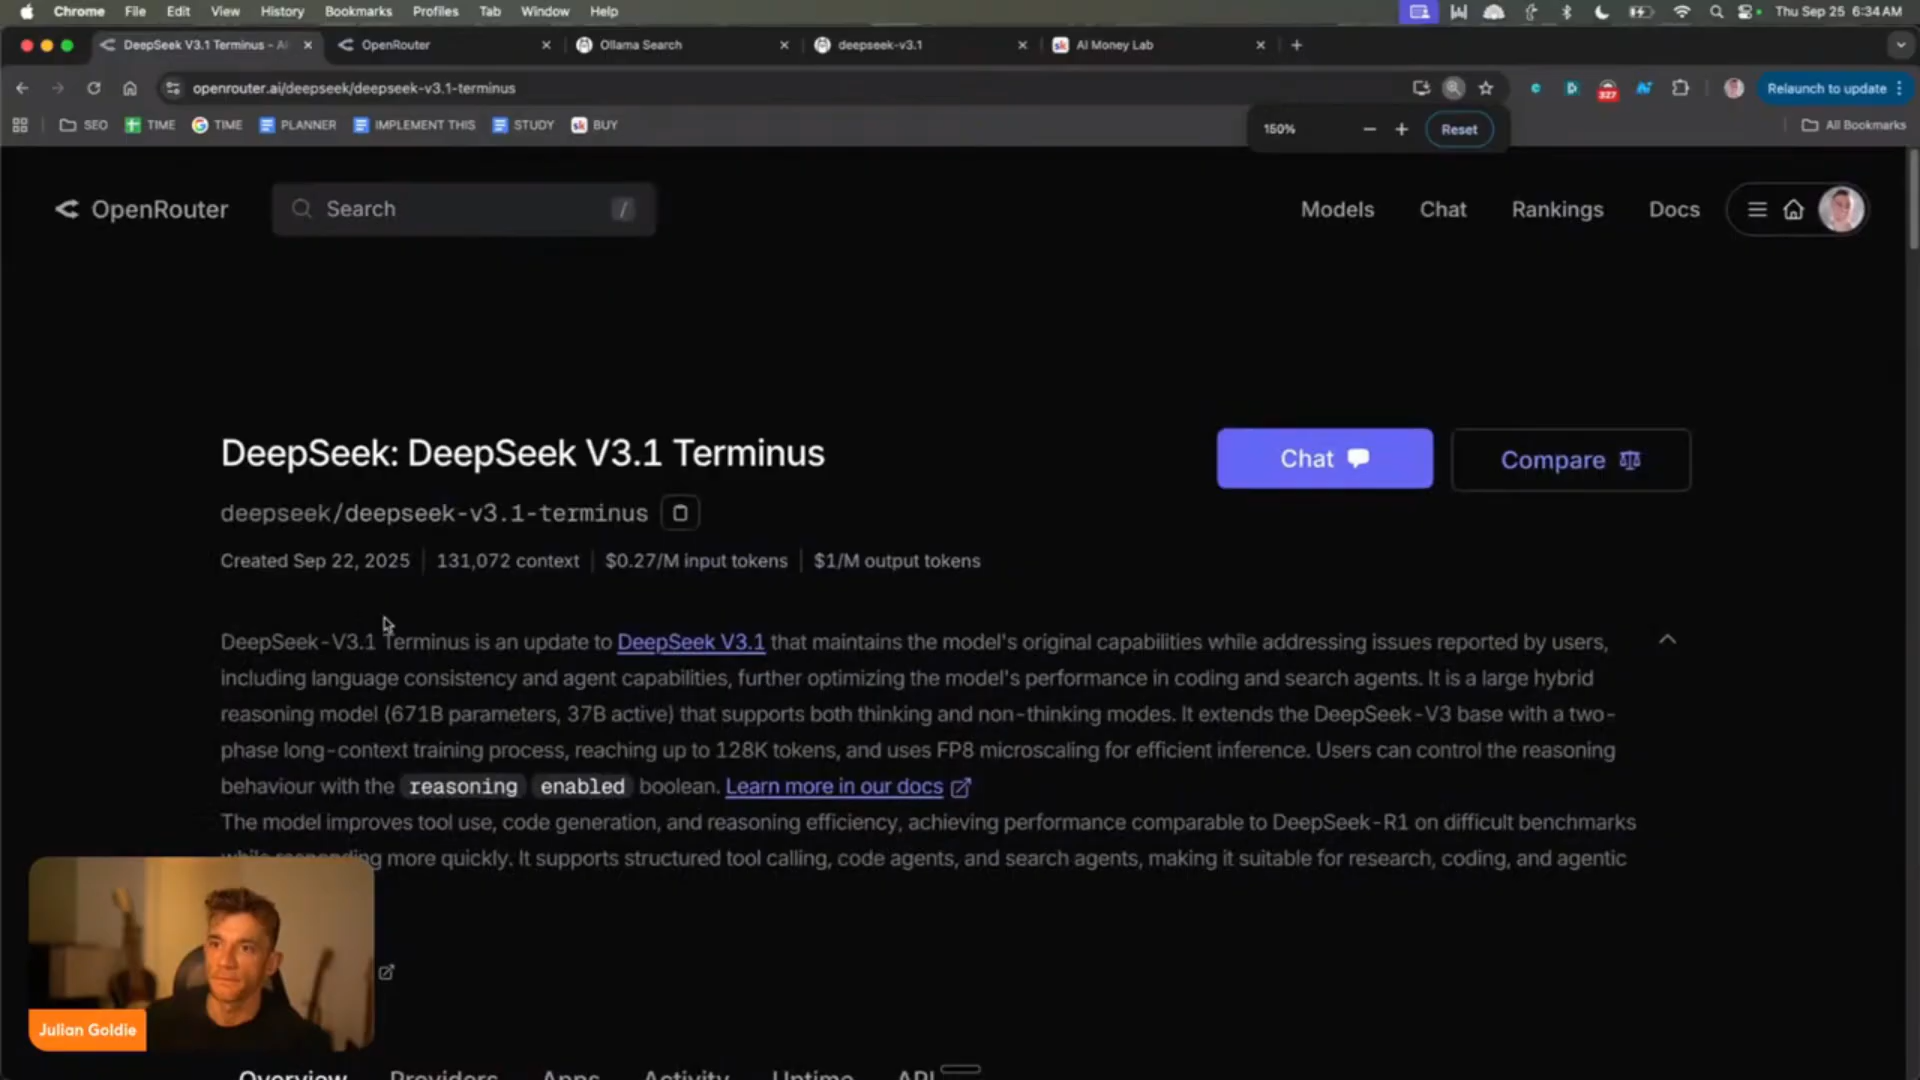 Chrome File Edit View History Bookmarks Profiles Tab Window Help Thu Sep 25 6:34 AM
DeepSeek V3.1 Terminus - OpenRouter Ollama Search deepseek-v3.1 AI Money Lab
openrouter.ai/deepseek/deepseek-v3.1-terminus 327 Relaunch to update
SEO TIME TIME PLANNER IMPLEMENT THIS STUDY BUY All Bookmarks
150% Reset
OpenRouter Search / Models Chat Rankings Docs
DeepSeek: DeepSeek V3.1 Terminus
Chat Compare
deepseek/deepseek-v3.1-terminus
Created Sep 22, 2025 131,072 context $0.27/M input tokens $1/M output tokens
DeepSeek-V3.1 Terminus is an update to DeepSeek V3.1 that maintains the model's original capabilities while addressing issues reported by users,
including language consistency and agent capabilities, further optimizing the model's performance in coding and search agents. It is a large hybrid
reasoning model (671B parameters, 37B active) that supports both thinking and non-thinking modes. It extends the DeepSeek-V3 base with a two-
phase long-context training process, reaching up to 128K tokens, and uses FP8 microscaling for efficient inference. Users can control the reasoning
behaviour with the reasoning enabled boolean. Learn more in our docs
The model improves tool use, code generation, and reasoning efficiency, achieving performance comparable to DeepSeek-R1 on difficult benchmarks
while responding more quickly. It supports structured tool calling, code agents, and search agents, making it suitable for research, coding, and agentic
Julian Goldie
Overview Providers Apps Activity Uptime API